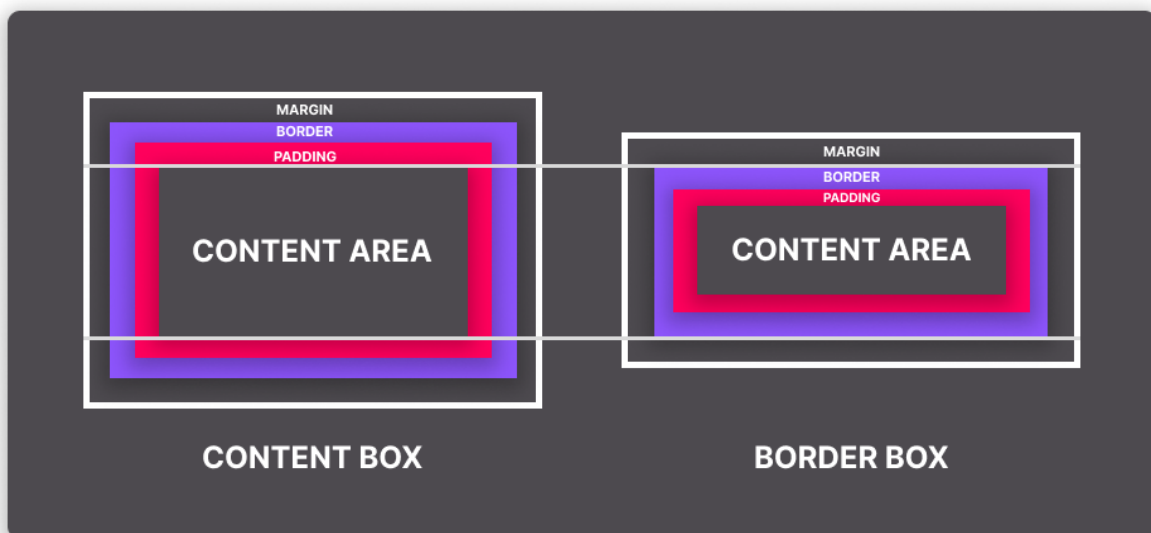 MARGIN
BORDER
PADDING
CONTENT AREA
CONTENT BOX
MARGIN
BORDER
PADDING
CONTENT AREA
BORDER BOX